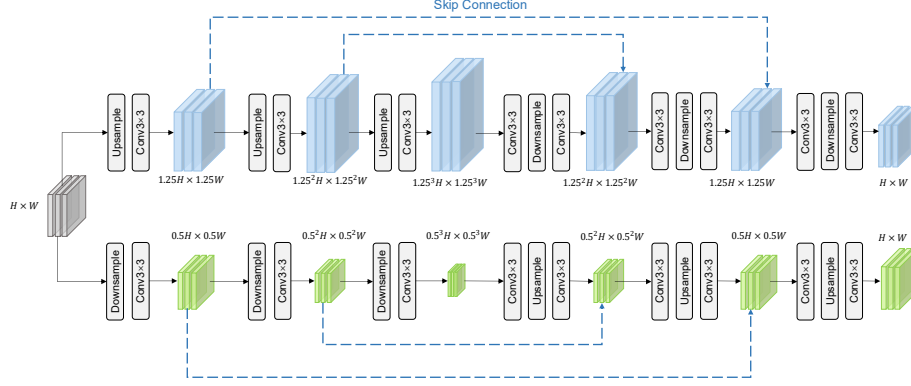 Skip Connection
Upsample
Conv3×3
Upsample
Conv3×3
Upsample
Conv3×3
Conv3×3
Downsample
Conv3×3
Conv3×3
Downsample
Conv3×3
Conv3×3
Downsample
Conv3×3
1.25H × 1.25W
1.25²H × 1.25²W
1.25³H × 1.25³W
1.25²H × 1.25²W
1.25H × 1.25W
H × W
H × W
0.5H × 0.5W
0.5²H × 0.5²W
0.5³H × 0.5³W
0.5²H × 0.5²W
0.5H × 0.5W
H × W
Downsample
Conv3×3
Downsample
Conv3×3
Downsample
Conv3×3
Conv3×3
Upsample
Conv3×3
Conv3×3
Upsample
Conv3×3
Conv3×3
Upsample
Conv3×3